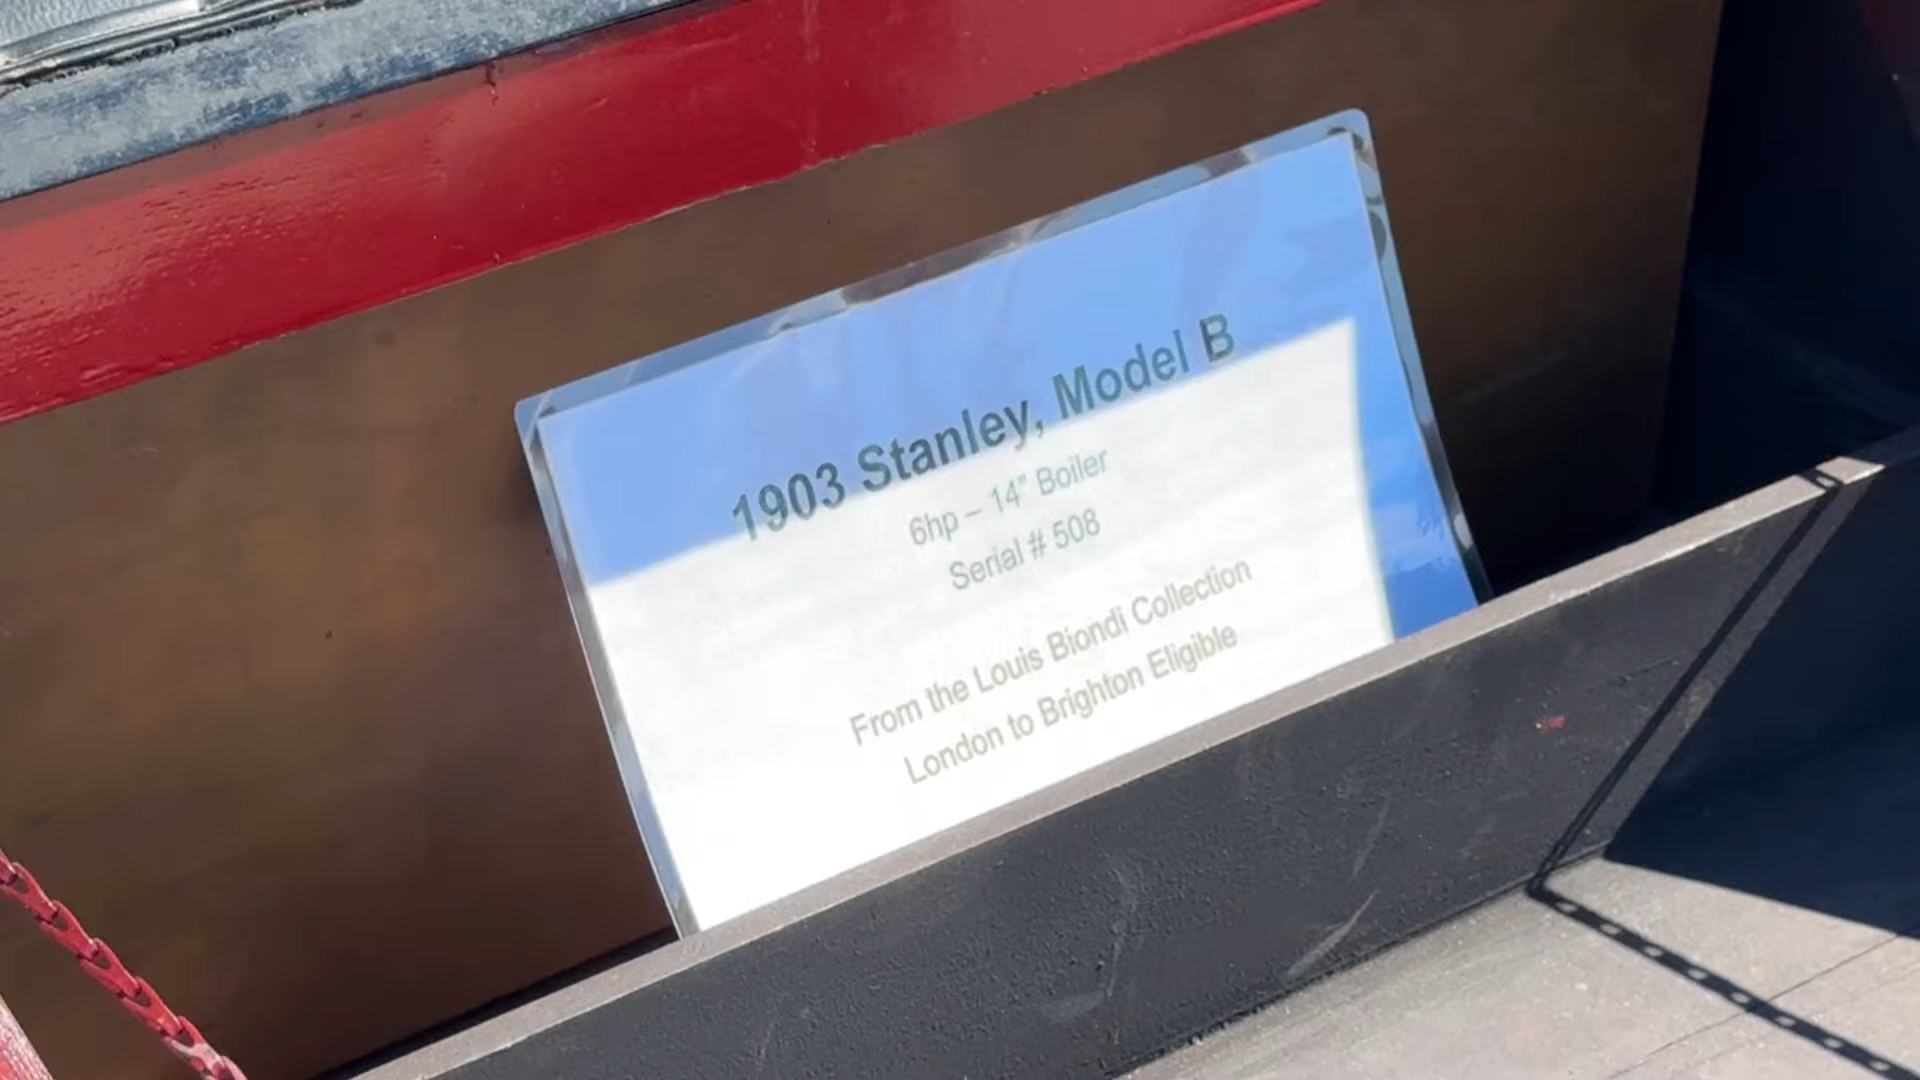 1903 Stanley, Model B
6hp – 14” Boiler
Serial # 508
From the Louis Biondi Collection
London to Brighton Eligible